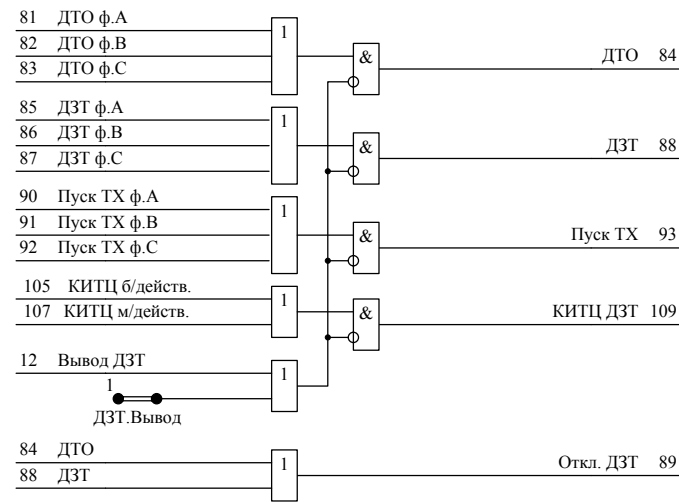 81 ДТО ф.А
82 ДТО ф.В
83 ДТО ф.С
1
&
ДТО 84
85 ДЗТ ф.А
86 ДЗТ ф.В
87 ДЗТ ф.С
1
&
ДЗТ 88
90 Пуск ТХ ф.А
91 Пуск ТХ ф.В
92 Пуск ТХ ф.С
1
&
Пуск ТХ 93
105 КИТЦ б/действ.
107 КИТЦ м/действ.
1
&
КИТЦ ДЗТ 109
12 Вывод ДЗТ
1
1
ДЗТ.Вывод
84 ДТО
88 ДЗТ
1
Откл. ДЗТ 89